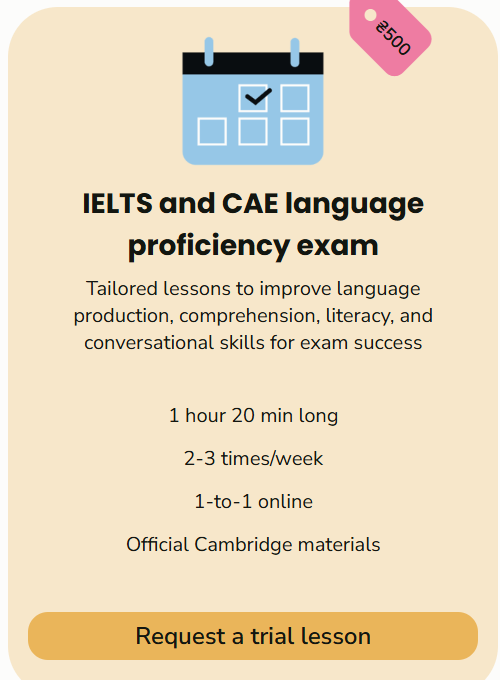 ₴500
IELTS and CAE language
proficiency exam
Tailored lessons to improve language
production, comprehension, literacy, and
conversational skills for exam success
1 hour 20 min long
2-3 times/week
1-to-1 online
Official Cambridge materials
Request a trial lesson